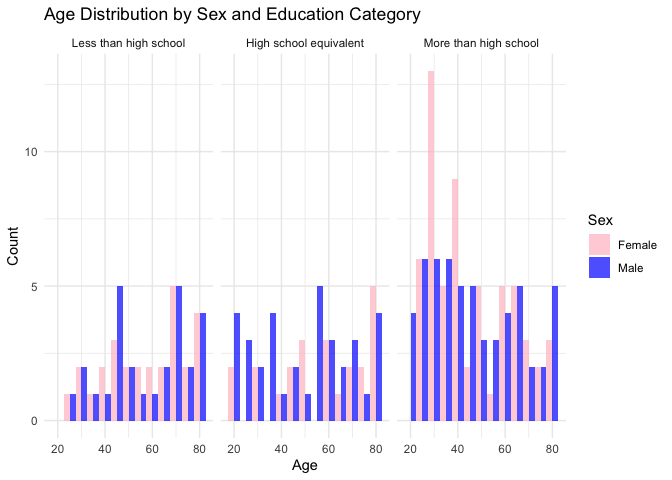 Age Distribution by Sex and Education Category
Less than high school
High school equivalent
More than high school
10
5
0
Count
20 40 60 80
20 40 60 80
20 40 60 80
Age
Sex
Female
Male